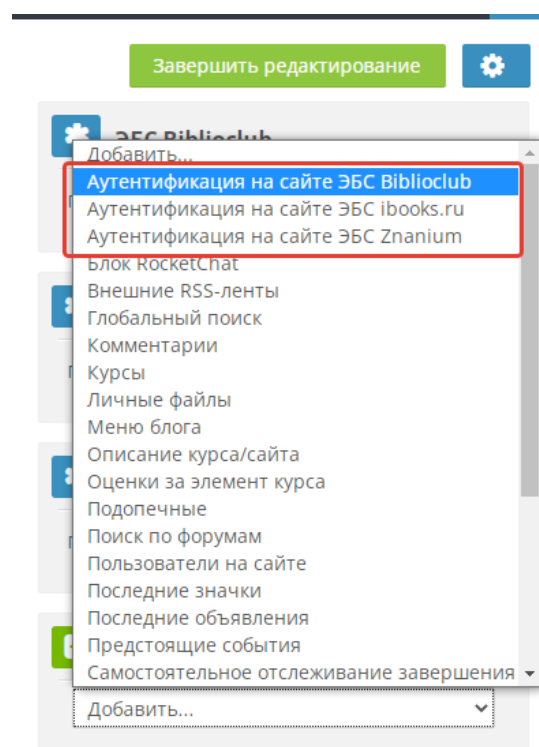 Завершить редактирование
ЭБС Biblioclub
Добавить...
Аутентификация на сайте ЭБС Biblioclub
Аутентификация на сайте ЭБС ibooks.ru
Аутентификация на сайте ЭБС Znanium
Блок RocketChat
Внешние RSS-ленты
Глобальный поиск
Комментарии
Курсы
Личные файлы
Меню блога
Описание курса/сайта
Оценки за элемент курса
Подопечные
Поиск по форумам
Пользователи на сайте
Последние значки
Последние объявления
Предстоящие события
Самостоятельное отслеживание завершения
Добавить...